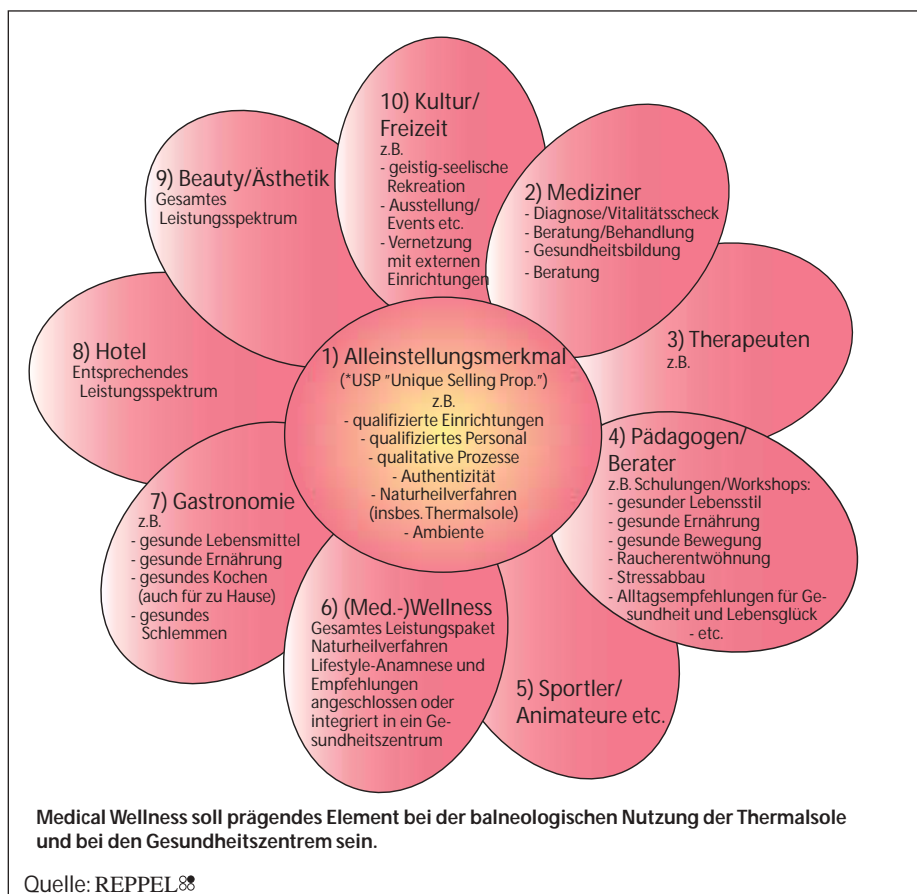 10) Kultur/
Freizeit
z.B.
- geistig-seelische
Rekreation
- Ausstellung/
Events etc.
- Vernetzung
mit externen
Einrichtungen
9) Beauty/Ästhetik
Gesamtes
Leistungsspektrum
2) Mediziner
- Diagnose/Vitalitätsscheck
- Beratung/Behandlung
- Gesundheitsbildung
- Beratung
8) Hotel
Entsprechendes
Leistungsspektrum
1) Alleinstellungsmerkmal
(*USP "Unique Selling Prop.")
z.B.
- qualifizierte Einrichtungen
- qualifiziertes Personal
- qualitative Prozesse
- Authentizität
- Naturheilverfahren
(insbes. Thermalsole)
- Ambiente
3) Therapeuten
z.B.
4) Pädagogen/
Berater
z.B. Schulungen/Workshops:
- gesunder Lebensstil
- gesunde Ernährung
- gesunde Bewegung
- Raucherentwöhnung
- Stressabbau
- Alltagsempfehlungen für Ge-
sundheit und Lebensglück
- etc.
7) Gastronomie
z.B.
- gesunde Lebensmittel
- gesunde Ernährung
- gesundes Kochen
(auch für zu Hause)
- gesundes
Schlemmen
6) (Med.-)Wellness
Gesamtes Leistungspaket
Naturheilverfahren
Lifestyle-Anamnese und
Empfehlungen
angeschlossen oder
integriert in ein Ge-
sundheitszentrum
5) Sportler/
Animateure etc.
Medical Wellness soll prägendes Element bei der balneologischen Nutzung der Thermalsole
und bei den Gesundheitszentrem sein.
Quelle: REPPEL